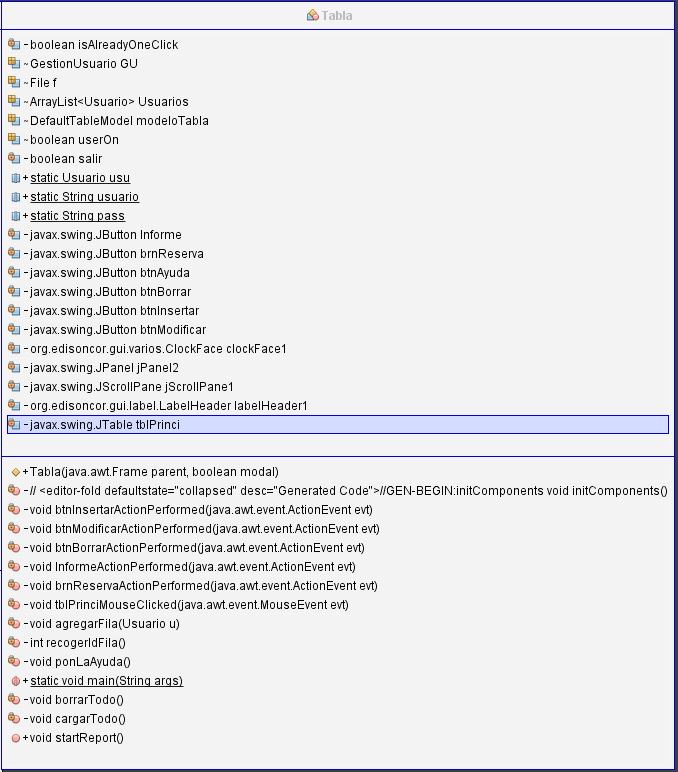 Tabla
-boolean isAlreadyOneClick
~GestionUsuario GU
~File f
~ArrayList<Usuario> Usuarios
~DefaultTableModel modeloTabla
~boolean userOn
-boolean salir
+static Usuario usu
+static String usuario
+static String pass
-javax.swing.JButton Informe
-javax.swing.JButton brnReserva
-javax.swing.JButton btnAyuda
-javax.swing.JButton btnBorrar
-javax.swing.JButton btnInsertar
-javax.swing.JButton btnModificar
-org.edisoncor.gui.varios.ClockFace clockFace1
-javax.swing.JPanel jPanel2
-javax.swing.JScrollPane jScrollPane1
-org.edisoncor.gui.label.LabelHeader labelHeader1
-javax.swing.JTable tblPrinci
+Tabla(java.awt.Frame parent, boolean modal)
-// <editor-fold defaultstate="collapsed" desc="Generated Code">//GEN-BEGIN:initComponents void initComponents()
-void btnInsertarActionPerformed(java.awt.event.ActionEvent evt)
-void btnModificarActionPerformed(java.awt.event.ActionEvent evt)
-void btnBorrarActionPerformed(java.awt.event.ActionEvent evt)
-void InformeActionPerformed(java.awt.event.ActionEvent evt)
-void brnReservaActionPerformed(java.awt.event.ActionEvent evt)
-void tblPrinciMouseClicked(java.awt.event.MouseEvent evt)
-void agregarFila(Usuario u)
-int recogerIdFila()
-void ponLaAyuda()
+static void main(String args)
-void borrarTodo()
-void cargarTodo()
+void startReport()